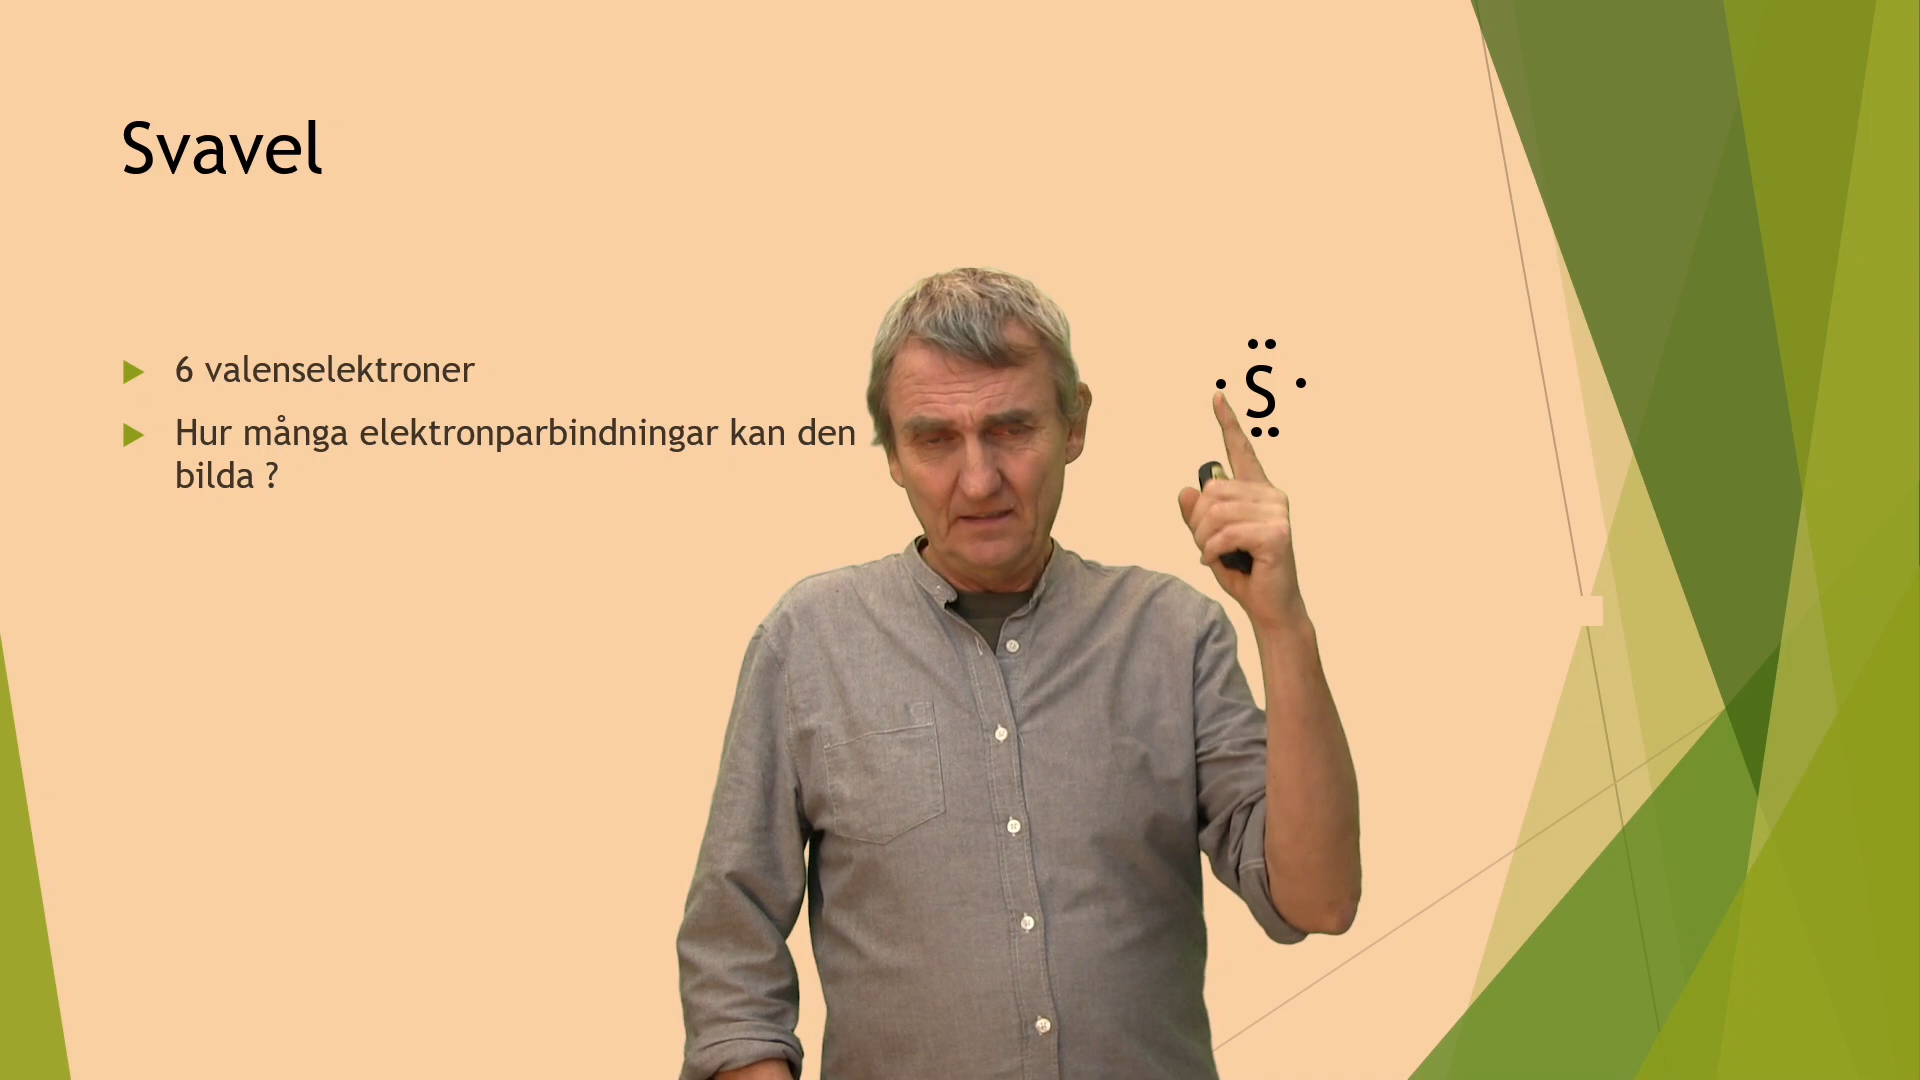 Svavel
6 valenselektroner
Hur många elektronparbindningar kan den
bilda ?
S